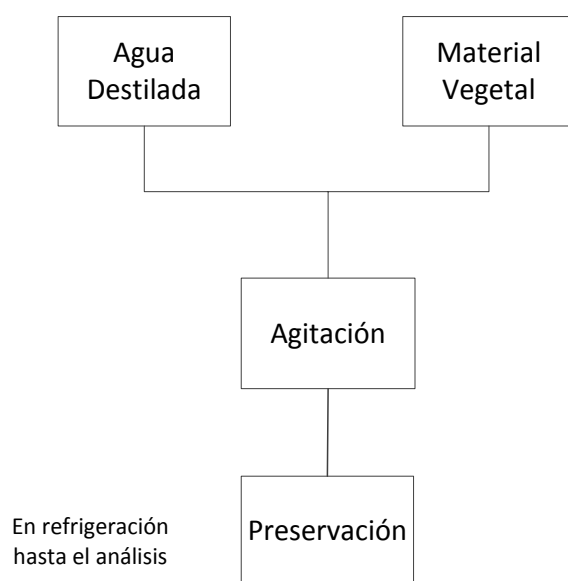 Agua
Destilada
Material
Vegetal
Agitación
Preservación
En refrigeración
hasta el análisis